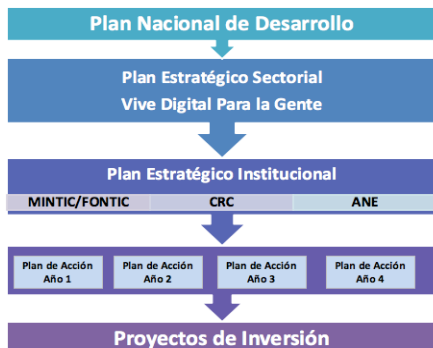 Plan Nacional de Desarrollo
Plan Estratégico Sectorial
Vive Digital Para la Gente
Plan Estratégico Institucional
MINTIC/FONTIC CRC ANE
Plan de Acción Plan de Acción Plan de Acción Plan de Acción
Año 1 Año 2 Año 3 Año 4
Proyectos de Inversión